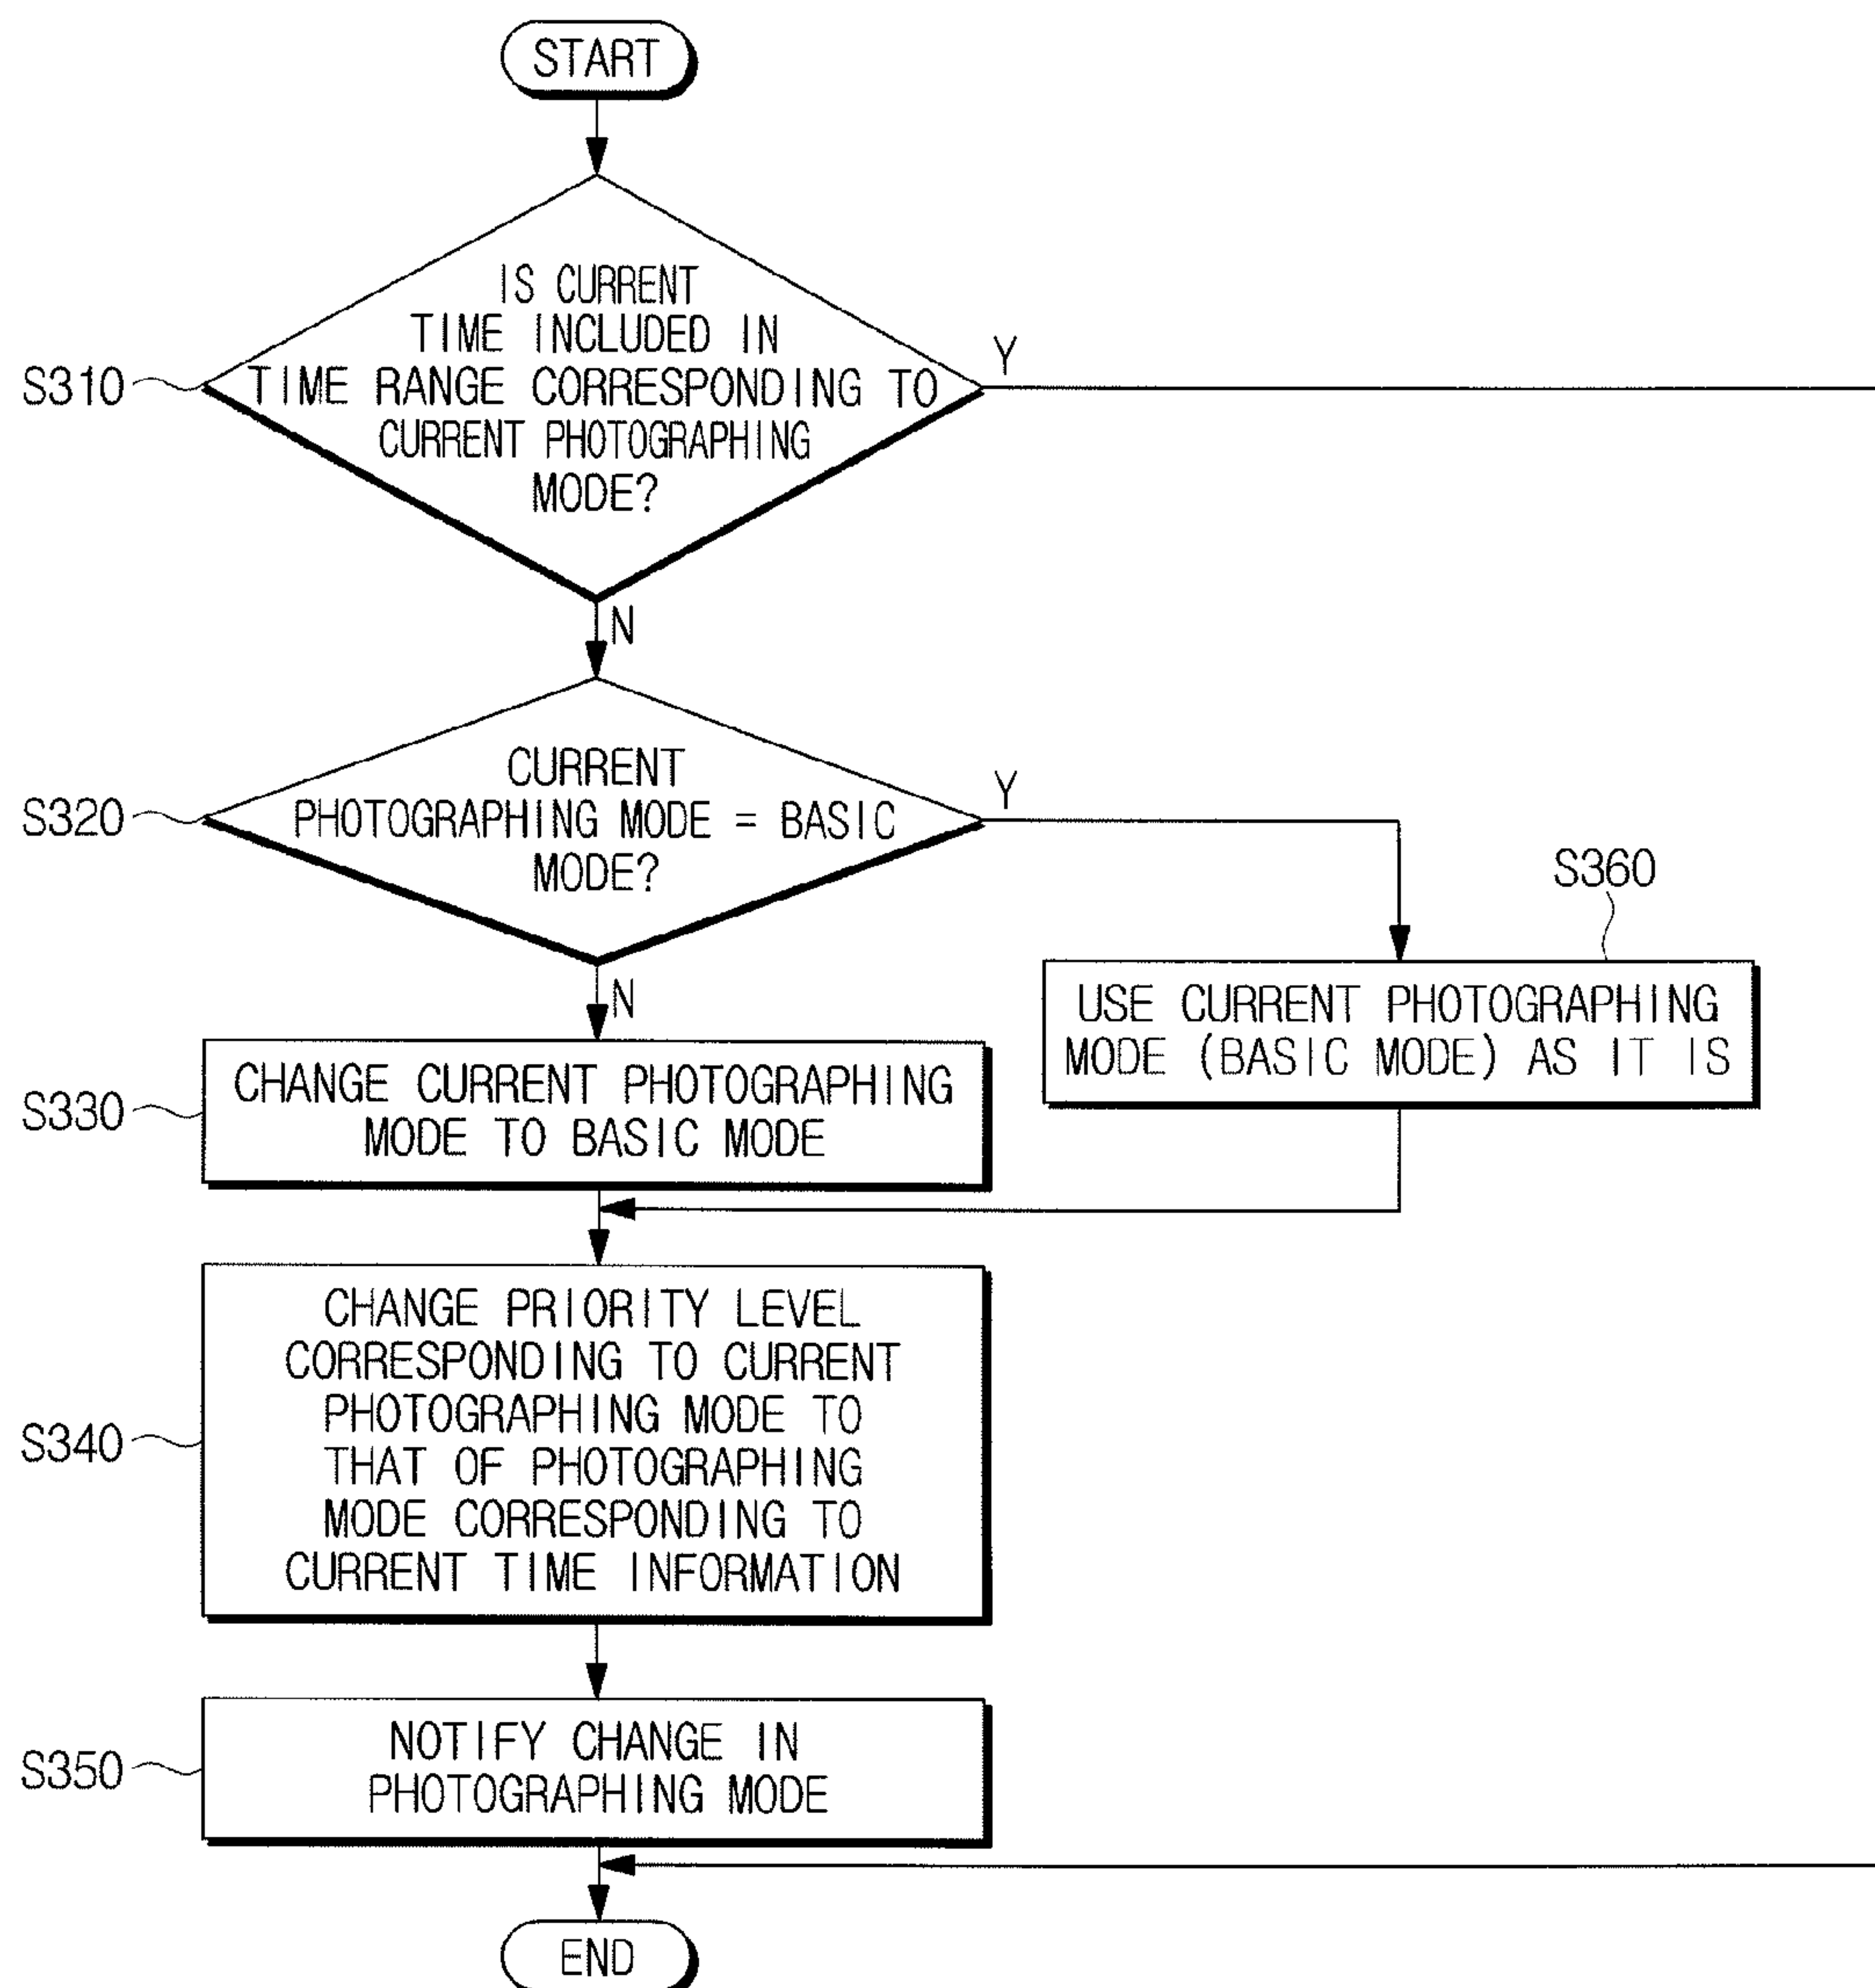 START
IS CURRENT
TIME INCLUDED IN
TIME RANGE CORRESPONDING TO
CURRENT PHOTOGRAPHING
MODE?
S310
Y
N
CURRENT
PHOTOGRAPHING MODE = BASIC
MODE?
S320
Y
N
S360
USE CURRENT PHOTOGRAPHING
MODE (BASIC MODE) AS IT IS
S330
CHANGE CURRENT PHOTOGRAPHING
MODE TO BASIC MODE
S340
CHANGE PRIORITY LEVEL
CORRESPONDING TO CURRENT
PHOTOGRAPHING MODE TO
THAT OF PHOTOGRAPHING
MODE CORRESPONDING TO
CURRENT TIME INFORMATION
S350
NOTIFY CHANGE IN
PHOTOGRAPHING MODE
END